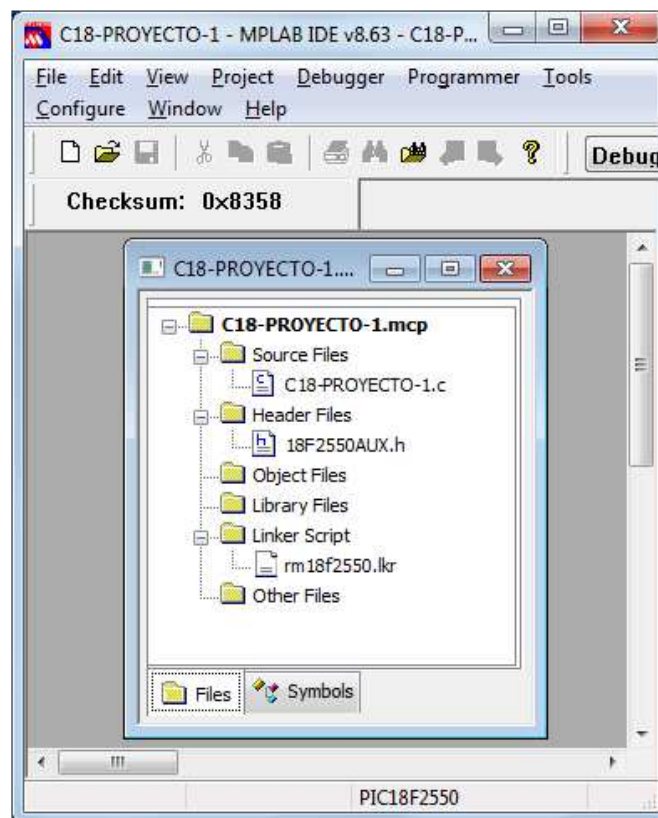 C18-PROYECTO-1 - MPLAB IDE v8.63 - C18-P...
File Edit View Project Debugger Programmer Tools
Configure Window Help
Debug
Checksum: 0x8358
C18-PROYECTO-1....
C18-PROYECTO-1.mcp
Source Files
C18-PROYECTO-1.c
Header Files
18F2550AUX.h
Object Files
Library Files
Linker Script
rm18f2550.lkr
Other Files
Files Symbols
PIC18F2550